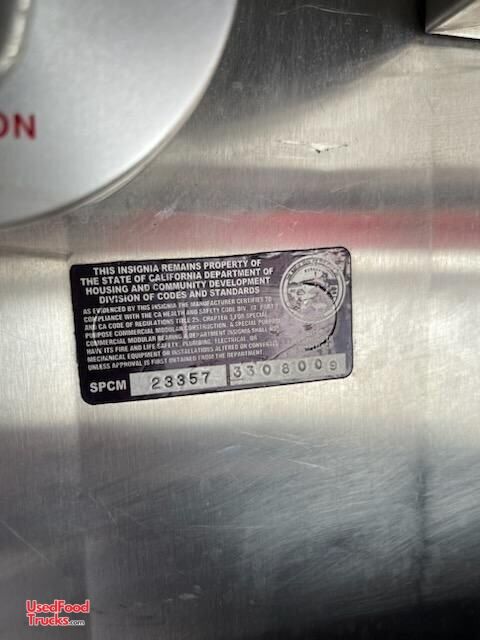 ON
THIS INSIGNIA REMAINS PROPERTY OF
THE STATE OF CALIFORNIA DEPARTMENT OF
HOUSING AND COMMUNITY DEVELOPMENT
DIVISION OF CODES AND STANDARDS
AS EVIDENCED BY THIS INSIGNIA THE MANUFACTURER CERTIFIES TO
COMPLIANCE WITH THE CA HEALTH AND SAFETY CODE DIV. 13 PART
AND CA CODE OF REGULATIONS TITLE 25, CHAPTER 3 FOR SPECIAL
PURPOSE COMMERCIAL MODULAR CONSTRUCTION. A SPECIAL PURPOSE
COMMERCIAL MODULAR BEARING A DEPARTMENT INSIGNIA SHALL NOT
HAVE ITS FIRE AND LIFE SAFETY, PLUMBING, ELECTRICAL, OR
MECHANICAL EQUIPMENT OR INSTALLATIONS ALTERED OR CONVERTED
UNLESS APPROVAL IS FIRST OBTAINED FROM THE DEPARTMENT.
SPCM 23357 3308009
UsedFood
Trucks.com